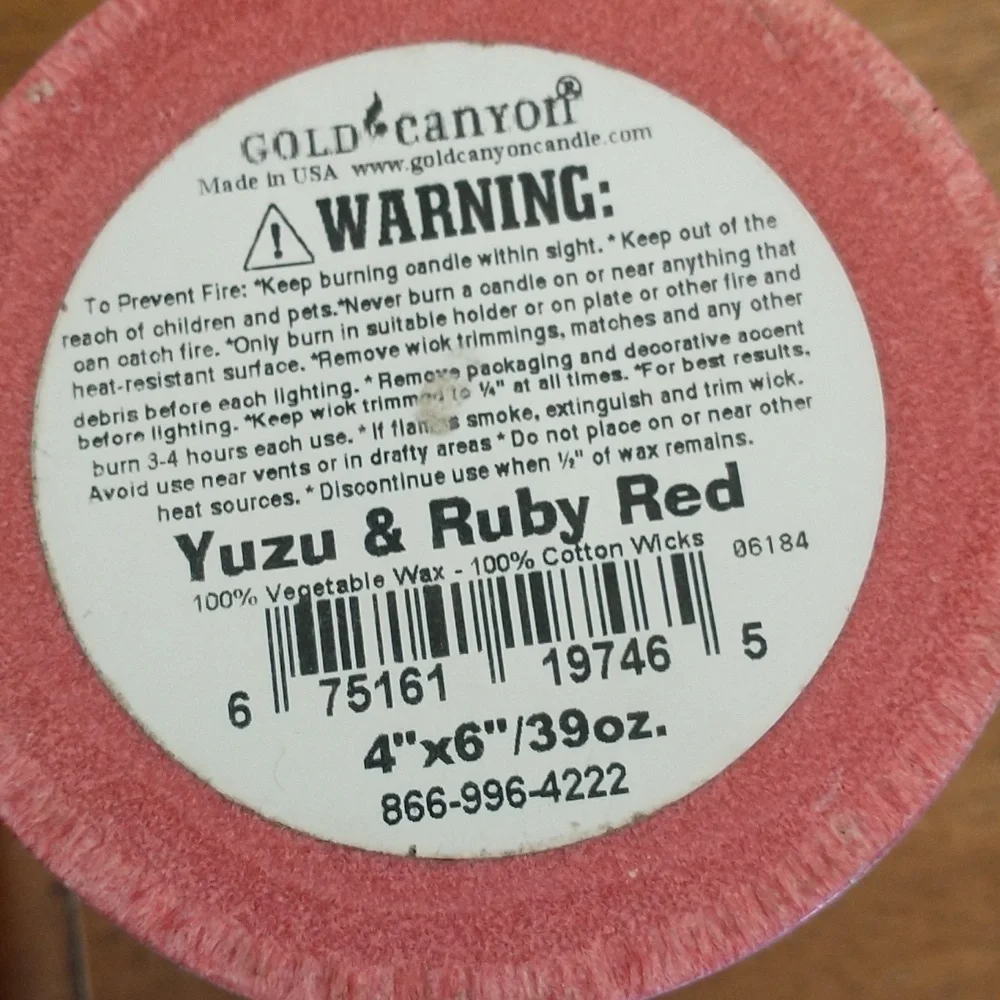 GOLD canyon®
Made in USA www.goldcanyoncandle.com
WARNING:
To Prevent Fire: *Keep burning candle within sight. * Keep out of the
reach of children and pets.*Never burn a candle on or near anything that
can catch fire. *Only burn in suitable holder or on plate or other fire and
heat-resistant surface. *Remove wick trimmings, matches and any other
debris before each lighting. * Remove packaging and decorative accent
before lighting. *Keep wick trimmed to ¼" at all times. *For best results,
burn 3-4 hours each use. * If flames smoke, extinguish and trim wick.
Avoid use near vents or in drafty areas * Do not place on or near other
heat sources. * Discontinue use when ½" of wax remains.
Yuzu & Ruby Red
100% Vegetable Wax - 100% Cotton Wicks 06184
6 75161 19746 5
4"x6"/39oz.
866-996-4222